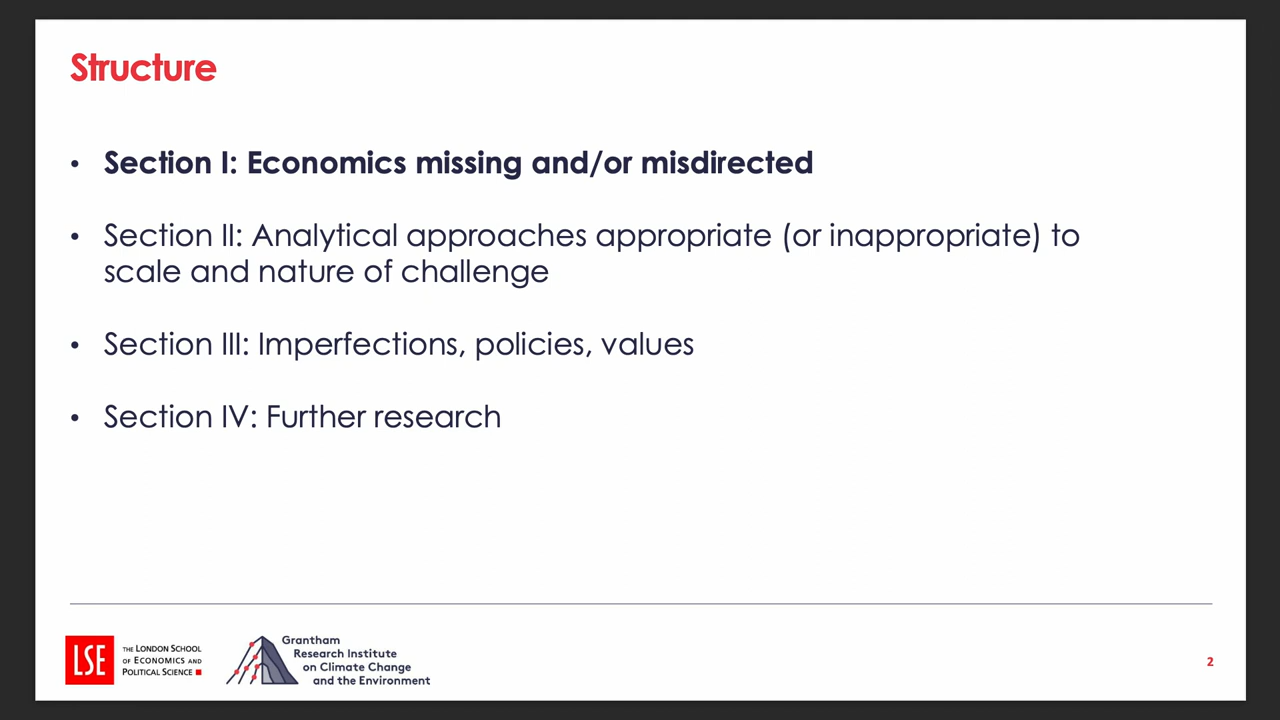 Structure
• Section I: Economics missing and/or misdirected
• Section II: Analytical approaches appropriate (or inappropriate) to
scale and nature of challenge
• Section III: Imperfections, policies, values
• Section IV: Further research
LSE
THE LONDON SCHOOL
OF ECONOMICS AND
POLITICAL SCIENCE
Grantham
Research Institute
on Climate Change
and the Environment
2